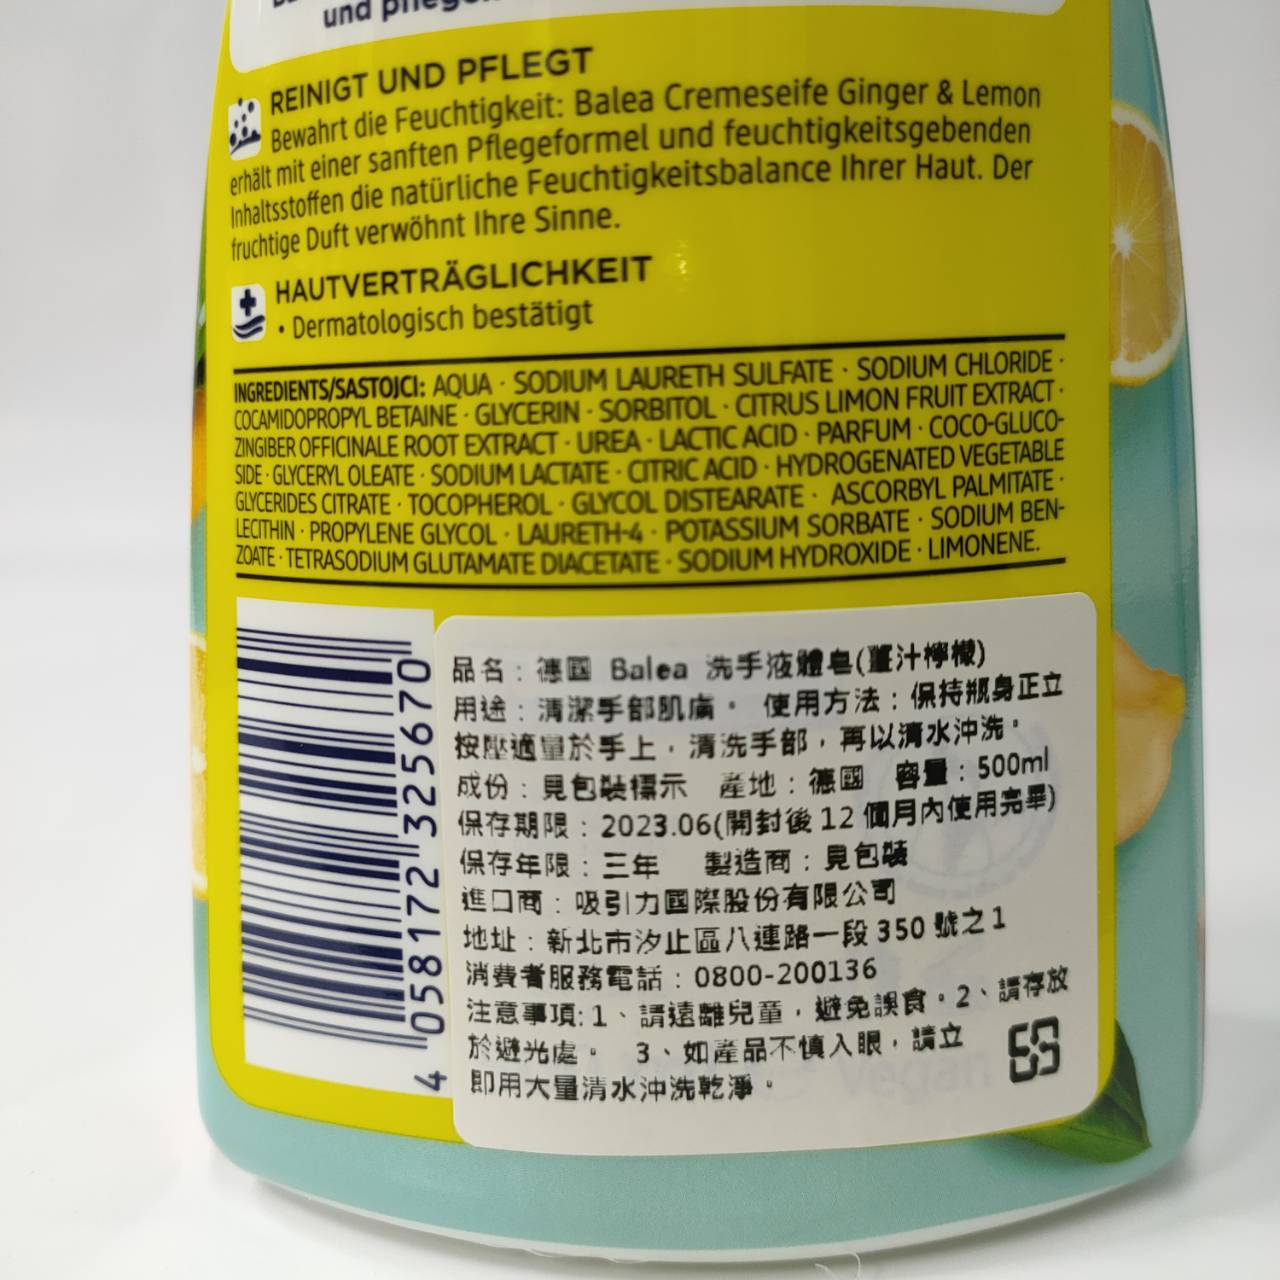 und pflegen
REINIGT UND PFLEGT
Bewahrt die Feuchtigkeit: Balea Cremeseife Ginger & Lemon
erhält mit einer sanften Pflegeformel und feuchtigkeitsgebenden
Inhaltsstoffen die natürliche Feuchtigkeitsbalance Ihrer Haut. Der
fruchtige Duft verwöhnt Ihre Sinne.
HAUTVERTRÄGLICHKEIT
• Dermatologisch bestätigt
INGREDIENTS/SASTOJCI: AQUA · SODIUM LAURETH SULFATE · SODIUM CHLORIDE ·
COCAMIDOPROPYL BETAINE · GLYCERIN · SORBITOL · CITRUS LIMON FRUIT EXTRACT ·
ZINGIBER OFFICINALE ROOT EXTRACT · UREA · LACTIC ACID · PARFUM · COCO-GLUCO-
SIDE · GLYCERYL OLEATE · SODIUM LACTATE · CITRIC ACID · HYDROGENATED VEGETABLE
GLYCERIDES CITRATE · TOCOPHEROL · GLYCOL DISTEARATE · ASCORBYL PALMITATE ·
LECITHIN · PROPYLENE GLYCOL · LAURETH-4 · POTASSIUM SORBATE · SODIUM BEN-
ZOATE · TETRASODIUM GLUTAMATE DIACETATE · SODIUM HYDROXIDE · LIMONENE.
4 058172 325670
品名：德國 Balea 洗手液體皂(薑汁檸檬)
用途：清潔手部肌膚。 使用方法：保持瓶身正立
按壓適量於手上，清洗手部，再以清水沖洗。
成份：見包裝標示 產地：德國 容量：500ml
保存期限：2023.06(開封後 12 個月內使用完畢)
保存年限：三年 製造商：見包裝
進口商：吸引力國際股份有限公司
地址：新北市汐止區八連路一段 350 號之 1
消費者服務電話：0800-200136
注意事項:1、請遠離兒童，避免誤食。2、請存放
於避光處。 3、如產品不慎入眼，請立
即用大量清水沖洗乾淨。
vegan